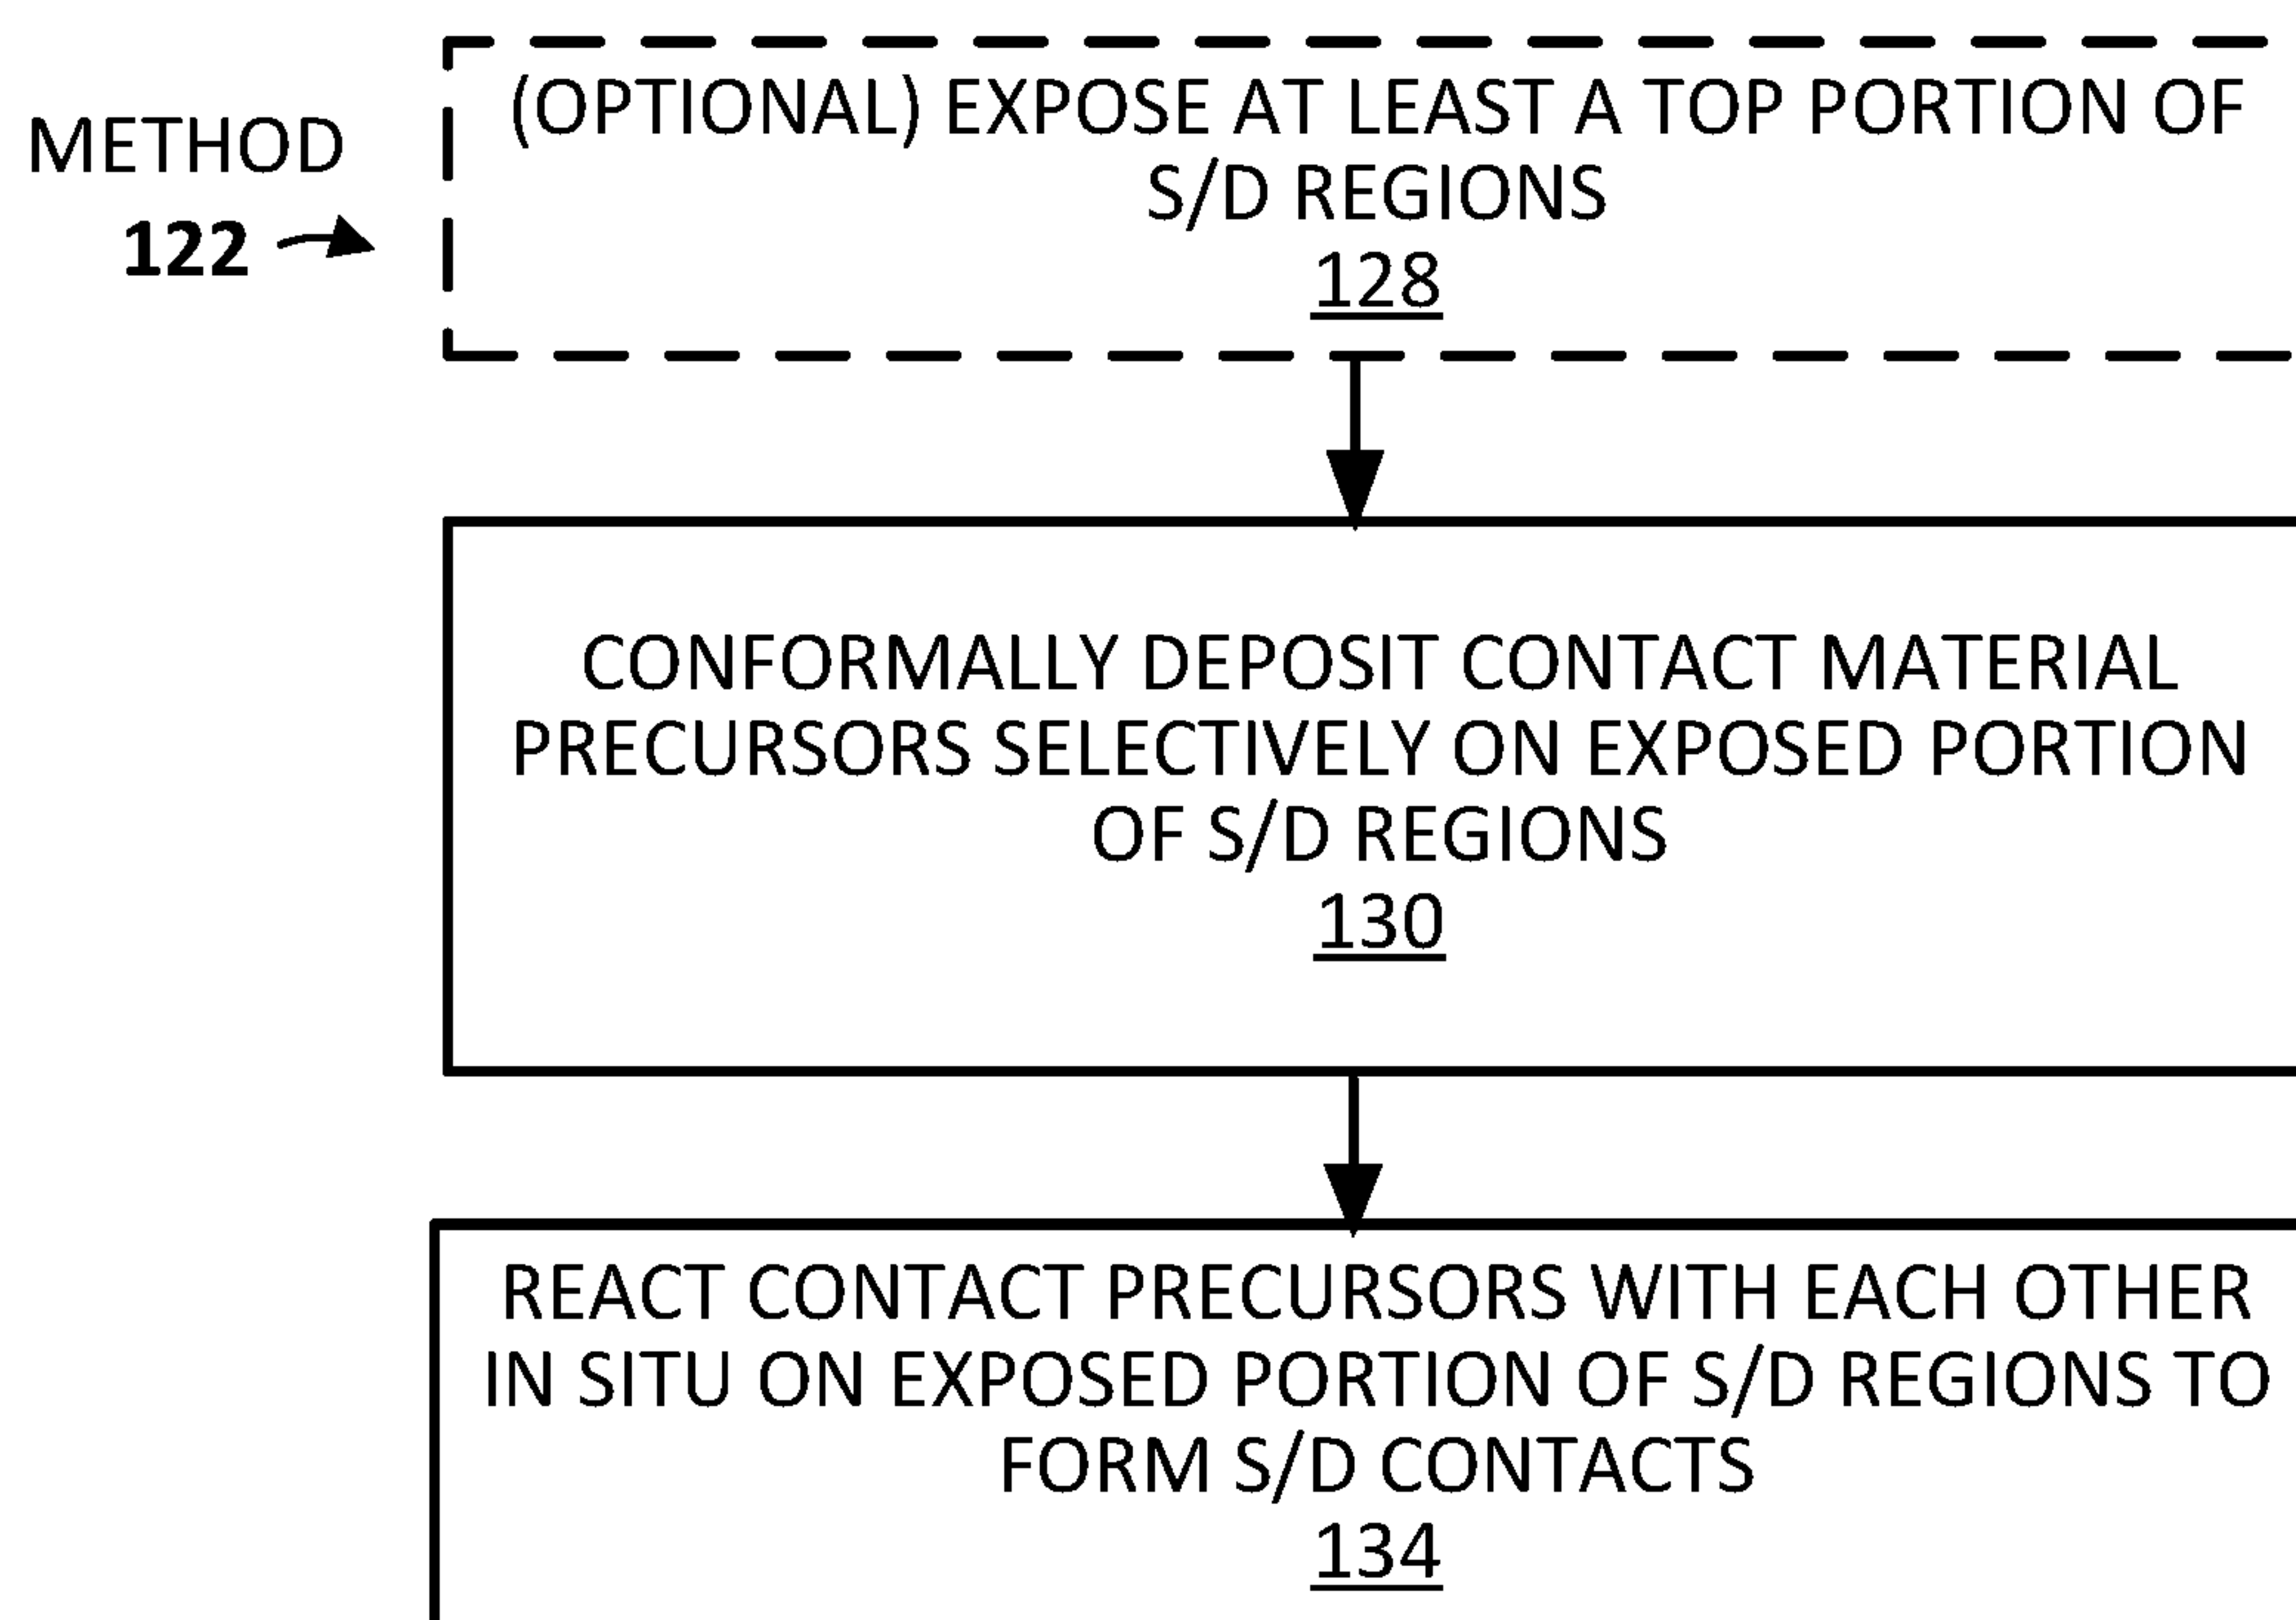 METHOD
122
(OPTIONAL) EXPOSE AT LEAST A TOP PORTION OF
S/D REGIONS
128
CONFORMALLY DEPOSIT CONTACT MATERIAL
PRECURSORS SELECTIVELY ON EXPOSED PORTION
OF S/D REGIONS
130
REACT CONTACT PRECURSORS WITH EACH OTHER
IN SITU ON EXPOSED PORTION OF S/D REGIONS TO
FORM S/D CONTACTS
134